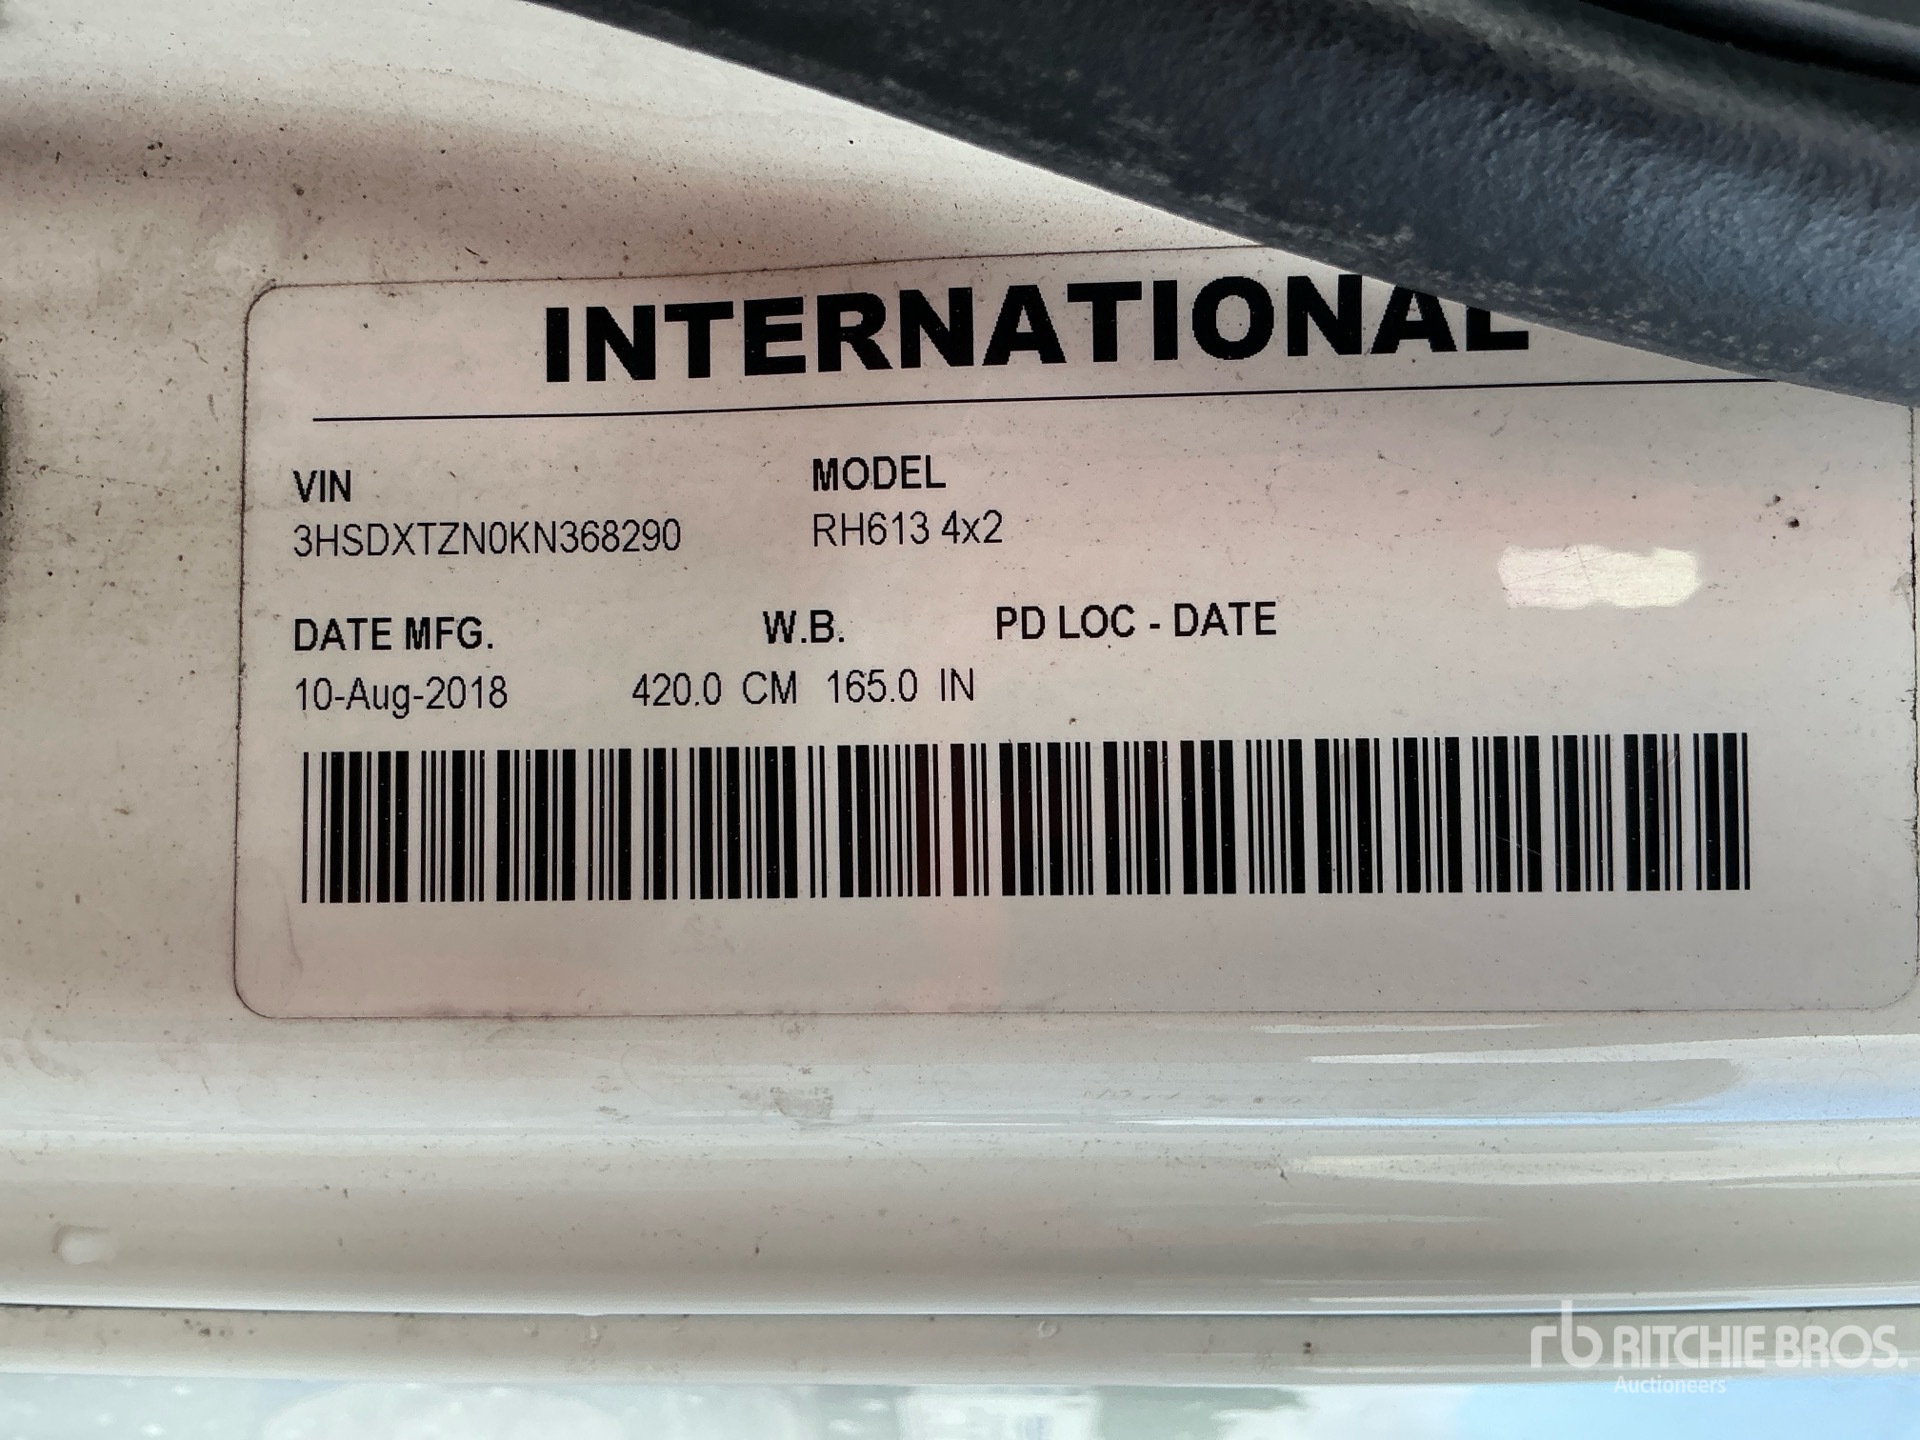 INTERNATIONAL
VIN MODEL
3HSDXTZN0KN368290 RH613 4x2
DATE MFG. W.B. PD LOC - DATE
10-Aug-2018 420.0 CM 165.0 IN
rb RITCHIE BROS.
Auctioneers